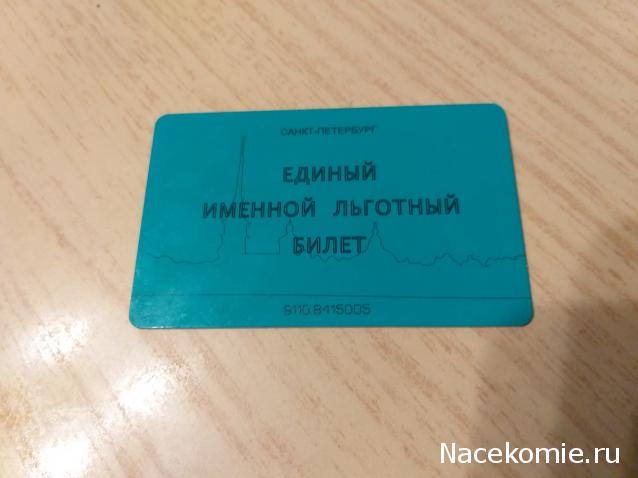 САНКТ-ПЕТЕРБУРГ
ЕДИНЫЙ
ИМЕННОЙ ЛЬГОТНЫЙ
БИЛЕТ
9110.8415005
Nacekomie.ru